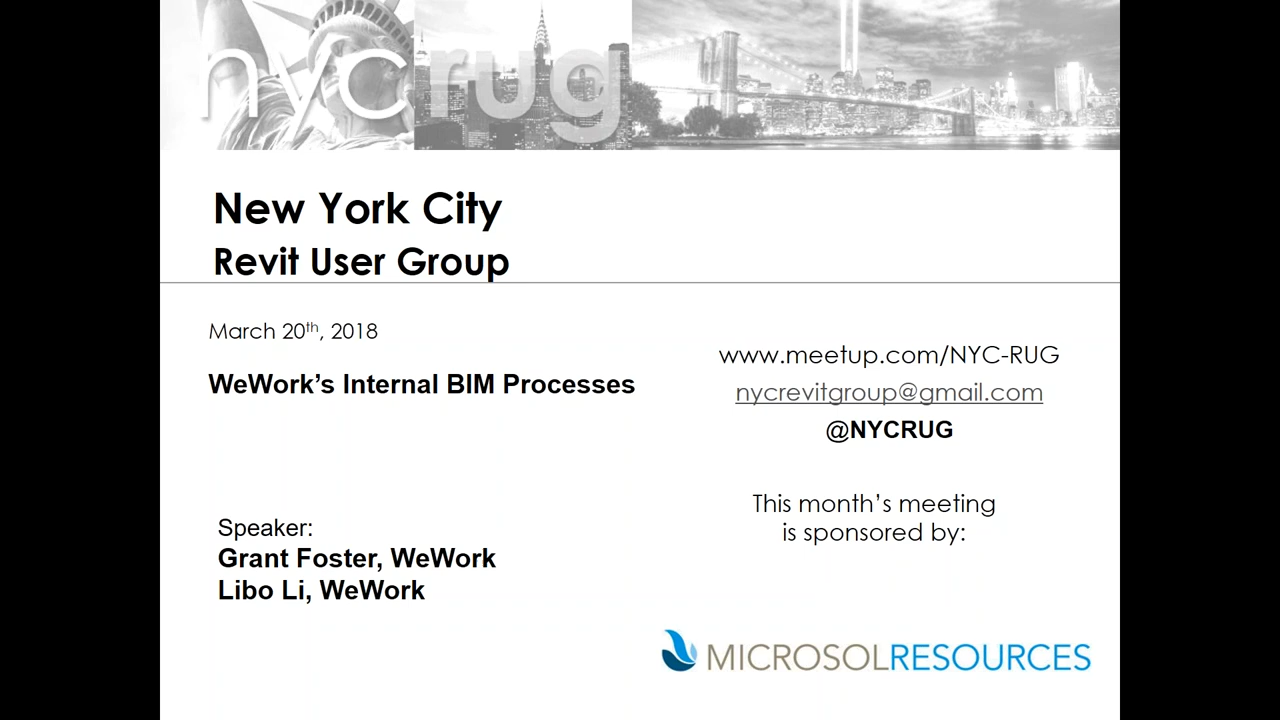 nycrug
New York City
Revit User Group
March 20th, 2018
WeWork's Internal BIM Processes
Speaker:
Grant Foster, WeWork
Libo Li, WeWork
www.meetup.com/NYC-RUG
nycrevitgroup@gmail.com
@NYCRUG
This month's meeting
is sponsored by:
MICROSOLRESOURCES